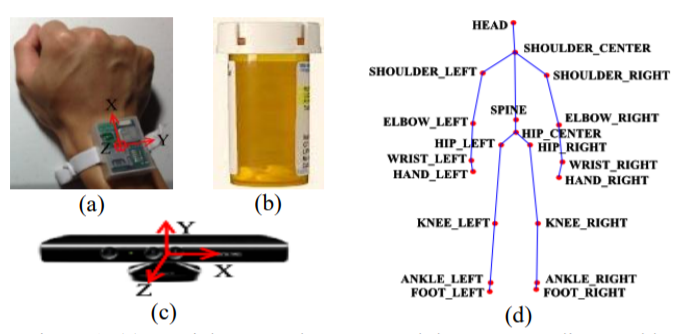 X
Y
Z
(a)
(b)
Y
X
Z
(c)
HEAD
SHOULDER_CENTER
SHOULDER_LEFT
SHOULDER_RIGHT
SPINE
ELBOW_LEFT
ELBOW_RIGHT
HIP_CENTER
HIP_LEFT
HIP_RIGHT
WRIST_LEFT
WRIST_RIGHT
HAND_LEFT
HAND_RIGHT
KNEE_LEFT
KNEE_RIGHT
ANKLE_LEFT
ANKLE_RIGHT
FOOT_LEFT
FOOT_RIGHT
(d)